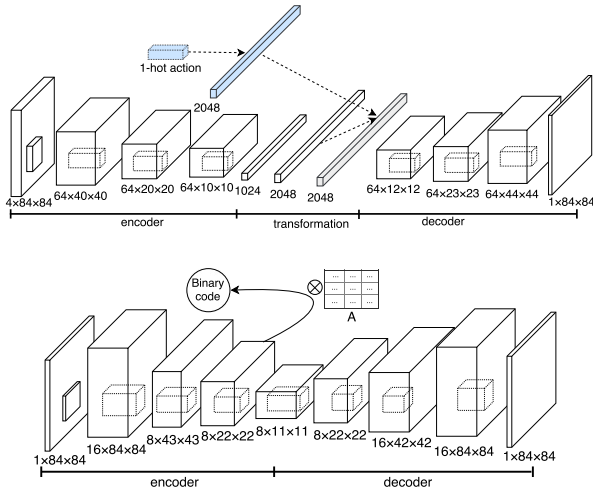 1-hot action
2048
4×84×84
64×40×40
64×20×20
64×10×10
1024
2048
2048
64×12×12
64×23×23
64×44×44
1×84×84
encoder
transformation
decoder
Binary
code
... ... ...
... ... ...
... ... ...
A
1×84×84
16×84×84
8×43×43
8×22×22
8×11×11
8×22×22
16×42×42
16×84×84
1×84×84
encoder
decoder